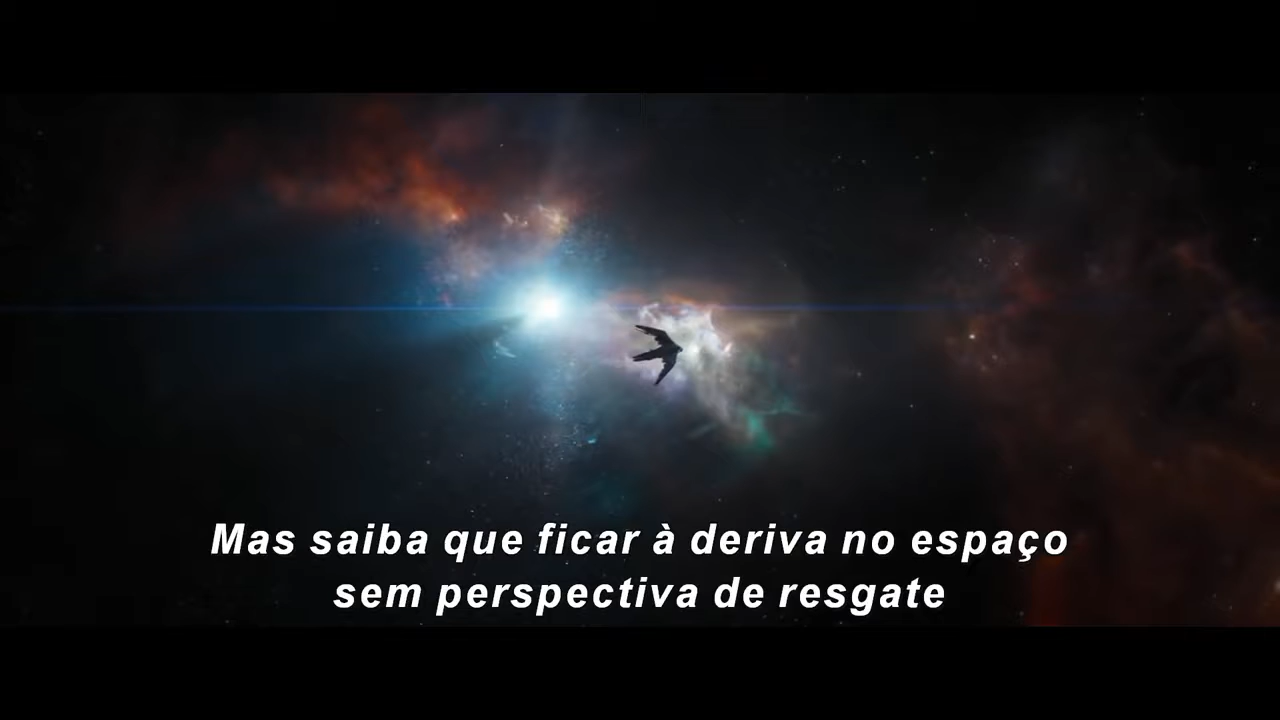 Mas saiba que ficar à deriva no espaço
sem perspectiva de resgate